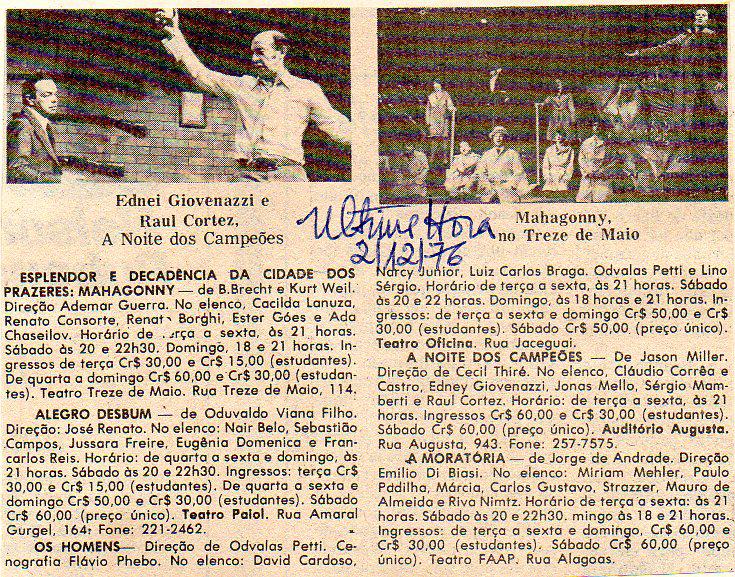 Ednei Giovenazzi e
Raul Cortez,
A Noite dos Campeões
Ultima Hora
2/12/76
Mahagonny,
no Treze de Maio
ESPLENDOR E DECADÊNCIA DA CIDADE DOS
PRAZERES: MAHAGONNY — de B.Brecht e Kurt Weil.
Direção Ademar Guerra. No elenco, Cacilda Lanuza,
Renato Consorte, Renat Borghi, Ester Góes e Ada
Chaseilov. Horário de terça a sexta, às 21 horas.
Sábado às 20 e 22h30. Domingo, 18 e 21 horas. In-
gressos de terça Cr$ 30,00 e Cr$ 15,00 (estudantes).
De quarta a domingo Cr$ 60,00 e Cr$ 30,00 (estudan-
tes). Teatro Treze de Maio. Rua Treze de Maio, 114.
ALEGRO DESBUM — de Oduvaldo Viana Filho.
Direção: José Renato. No elenco: Nair Belo, Sebastião
Campos, Jussara Freire, Eugênia Domenica e Fran-
carlos Reis. Horário: de quarta a sexta e domingo, às
21 horas. Sábado às 20 e 22h30. Ingressos: terça Cr$
30,00 e Cr$ 15,00 (estudantes). De quarta a sexta e
domingo Cr$ 50,00 e Cr$ 30,00 (estudantes). Sábado
Cr$ 60,00 (preço único). Teatro Paiol. Rua Amaral
Gurgel, 164. Fone: 221-2462.
OS HOMENS— Direção de Odvalas Petti. Ce-
nografia Flávio Phebo. No elenco: David Cardoso,
Narcy Junior, Luiz Carlos Braga. Odvalas Petti e Lino
Sérgio. Horário de terça a sexta, às 21 horas. Sábado
às 20 e 22 horas. Domingo, às 18 horas e 21 horas. In-
gressos: de terça a sexta e domingo Cr$ 50,00 e Cr$
30,00 (estudantes). Sábado Cr$ 50,00 (preço único).
Teatro Oficina. Rua Jaceguai.
A NOITE DOS CAMPEÕES — De Jason Miller.
Direção de Cecil Thiré. No elenco, Cláudio Corrêa e
Castro, Edney Giovenazzi, Jonas Mello, Sérgio Mam-
berti e Raul Cortez. Horário: de terça a sexta, às 21
horas. Ingressos Cr$ 60,00 e Cr$ 30,00 (estudantes).
Sábado Cr$ 60,00 (preço único). Auditório Augusta.
Rua Augusta, 943. Fone: 257-7575.
A MORATÓRIA — de Jorge de Andrade. Direção
Emilio Di Biasi. No elenco: Miriam Mehler, Paulo
Pádilha, Márcia, Carlos Gustavo, Strazzer, Mauro de
Almeida e Riva Nimtz. Horário de terça a sexta: às 21
horas. Sábado às 20 e 22h30. mingo às 18 e 21 horas.
Ingressos: de terça a sexta e domingo, Cr$ 60,00 e
Cr$ 30,00 (estudantes). Sábado Cr$ 60,00 (preço
único). Teatro FAAP. Rua Alagoas.